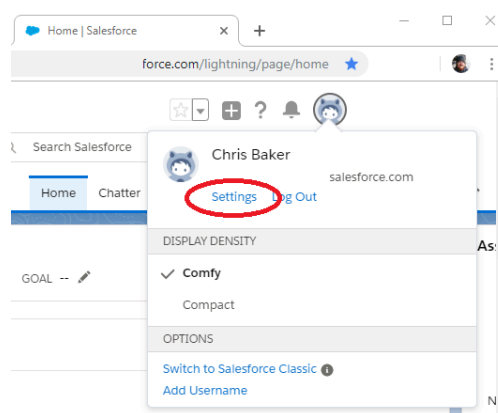 Home | Salesforce
force.com/lightning/page/home
Search Salesforce
Home Chatter
GOAL --
Chris Baker
salesforce.com
Settings Log Out
DISPLAY DENSITY
Comfy
Compact
OPTIONS
Switch to Salesforce Classic
Add Username